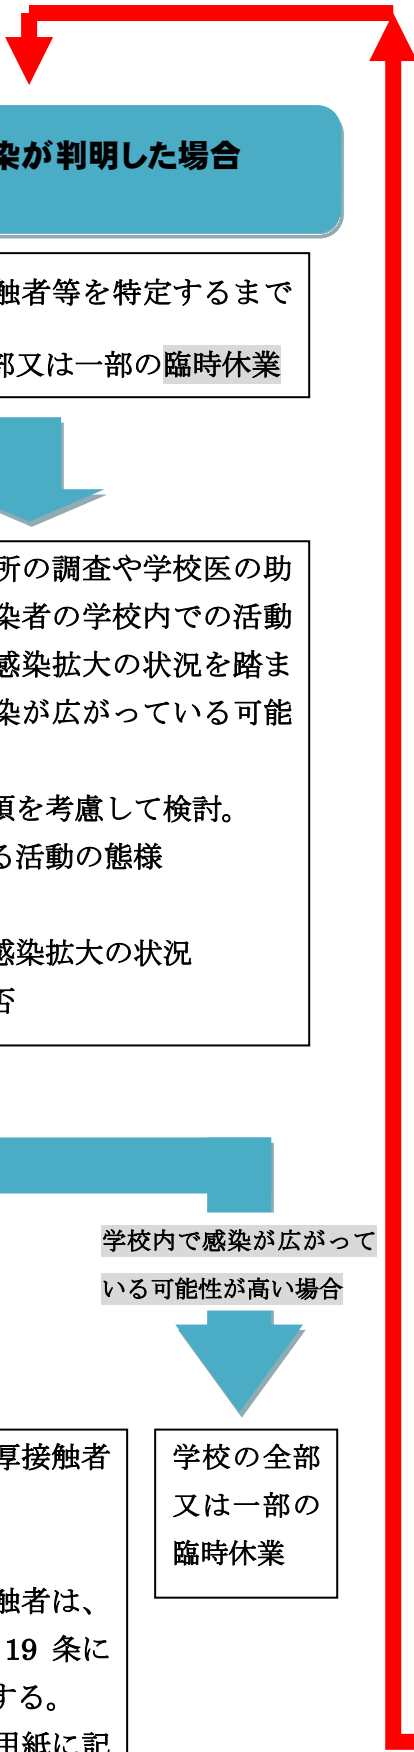 染が判明した場合
触者等を特定するまで
部又は一部の臨時休業
所の調査や学校医の助
染者の学校内での活動
感染拡大の状況を踏ま
染が広がっている可能
項を考慮して検討。
る活動の態様
感染拡大の状況
否
学校内で感染が広がって
いる可能性が高い場合
厚接触者
学校の全部
又は一部の
臨時休業
触者は、
19 条に
する。
用紙に記